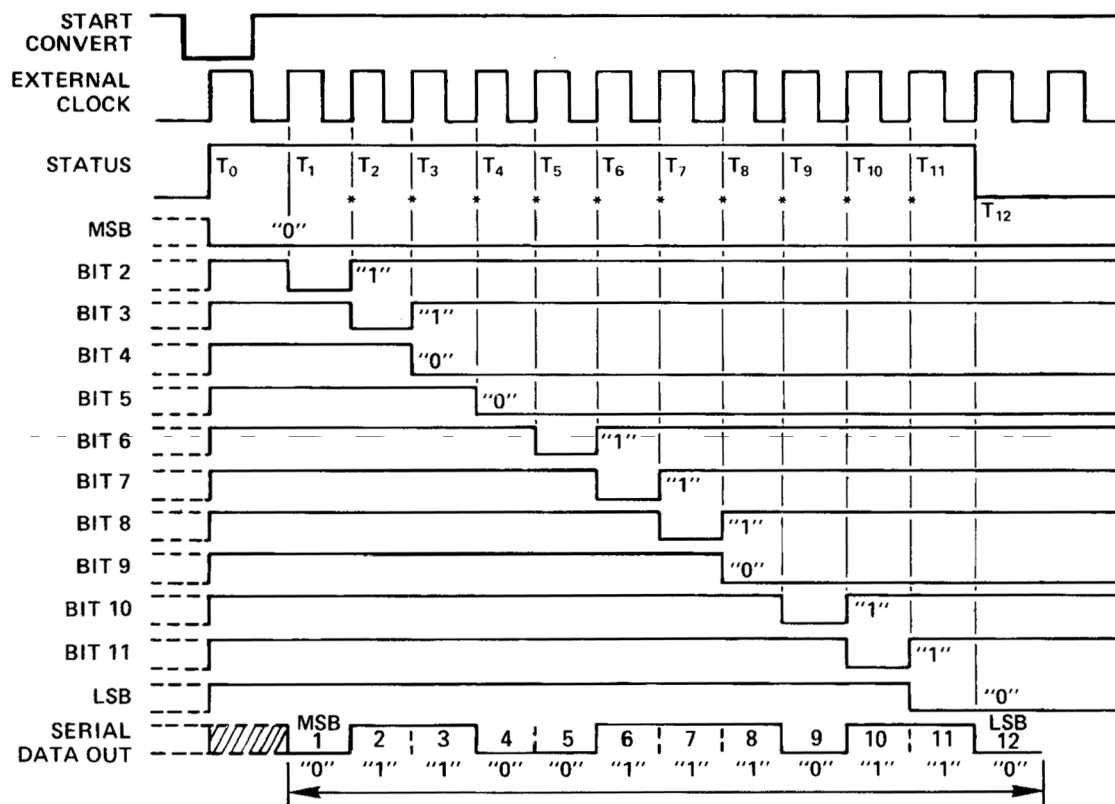 START
CONVERT
EXTERNAL
CLOCK
STATUS T0 T1 T2 T3 T4 T5 T6 T7 T8 T9 T10 T11
* * * * * * * * * *
T12
MSB "0"
BIT 2 "1"
BIT 3 "1"
BIT 4 "0"
BIT 5 "0"
BIT 6 "1"
BIT 7 "1"
BIT 8 "1"
BIT 9 "0"
BIT 10 "1"
BIT 11 "1"
LSB "0"
SERIAL
DATA OUT
MSB LSB
1 2 3 4 5 6 7 8 9 10 11 12
"0" "1" "1" "0" "0" "1" "1" "1" "0" "1" "1" "0"